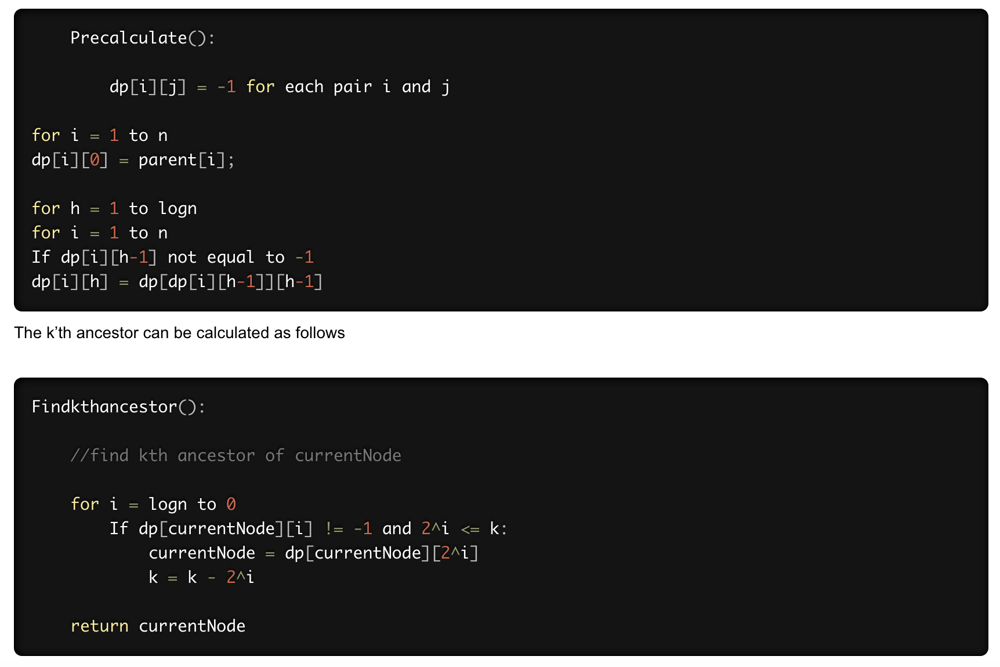 Precalculate():
dp[i][j] = -1 for each pair i and j
for i = 1 to n
dp[i][0] = parent[i];
for h = 1 to logn
for i = 1 to n
If dp[i][h-1] not equal to -1
dp[i][h] = dp[dp[i][h-1]][h-1]
The k’th ancestor can be calculated as follows
Findkthancestor():
//find kth ancestor of currentNode
for i = logn to 0
If dp[currentNode][i] != -1 and 2^i <= k:
currentNode = dp[currentNode][2^i]
k = k - 2^i
return currentNode